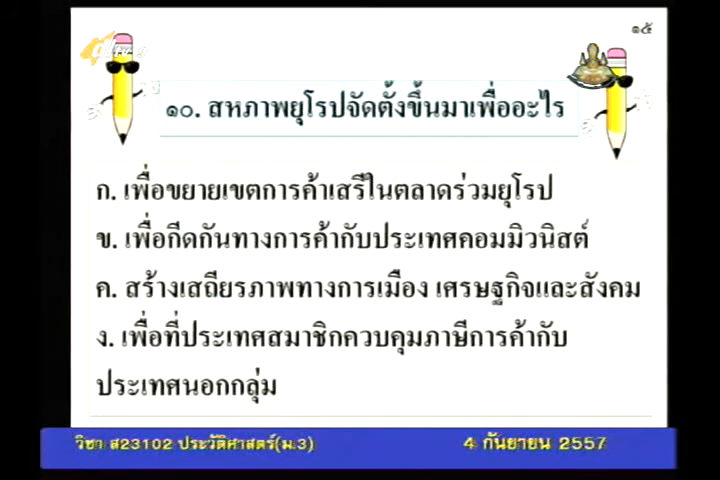 ๑๕
๑๐. สหภาพยุโรปจัดตั้งขึ้นมาเพื่ออะไร
ก. เพื่อขยายเขตการค้าเสรีในตลาดร่วมยุโรป
ข. เพื่อกีดกันทางการค้ากับประเทศคอมมิวนิสต์
ค. สร้างเสถียรภาพทางการเมือง เศรษฐกิจและสังคม
ง. เพื่อที่ประเทศสมาชิกควบคุมภาษีการค้ากับ
ประเทศนอกกลุ่ม
วิชา ส23102 ประวัติศาสตร์(ม.3) 4 กันยายน 2557